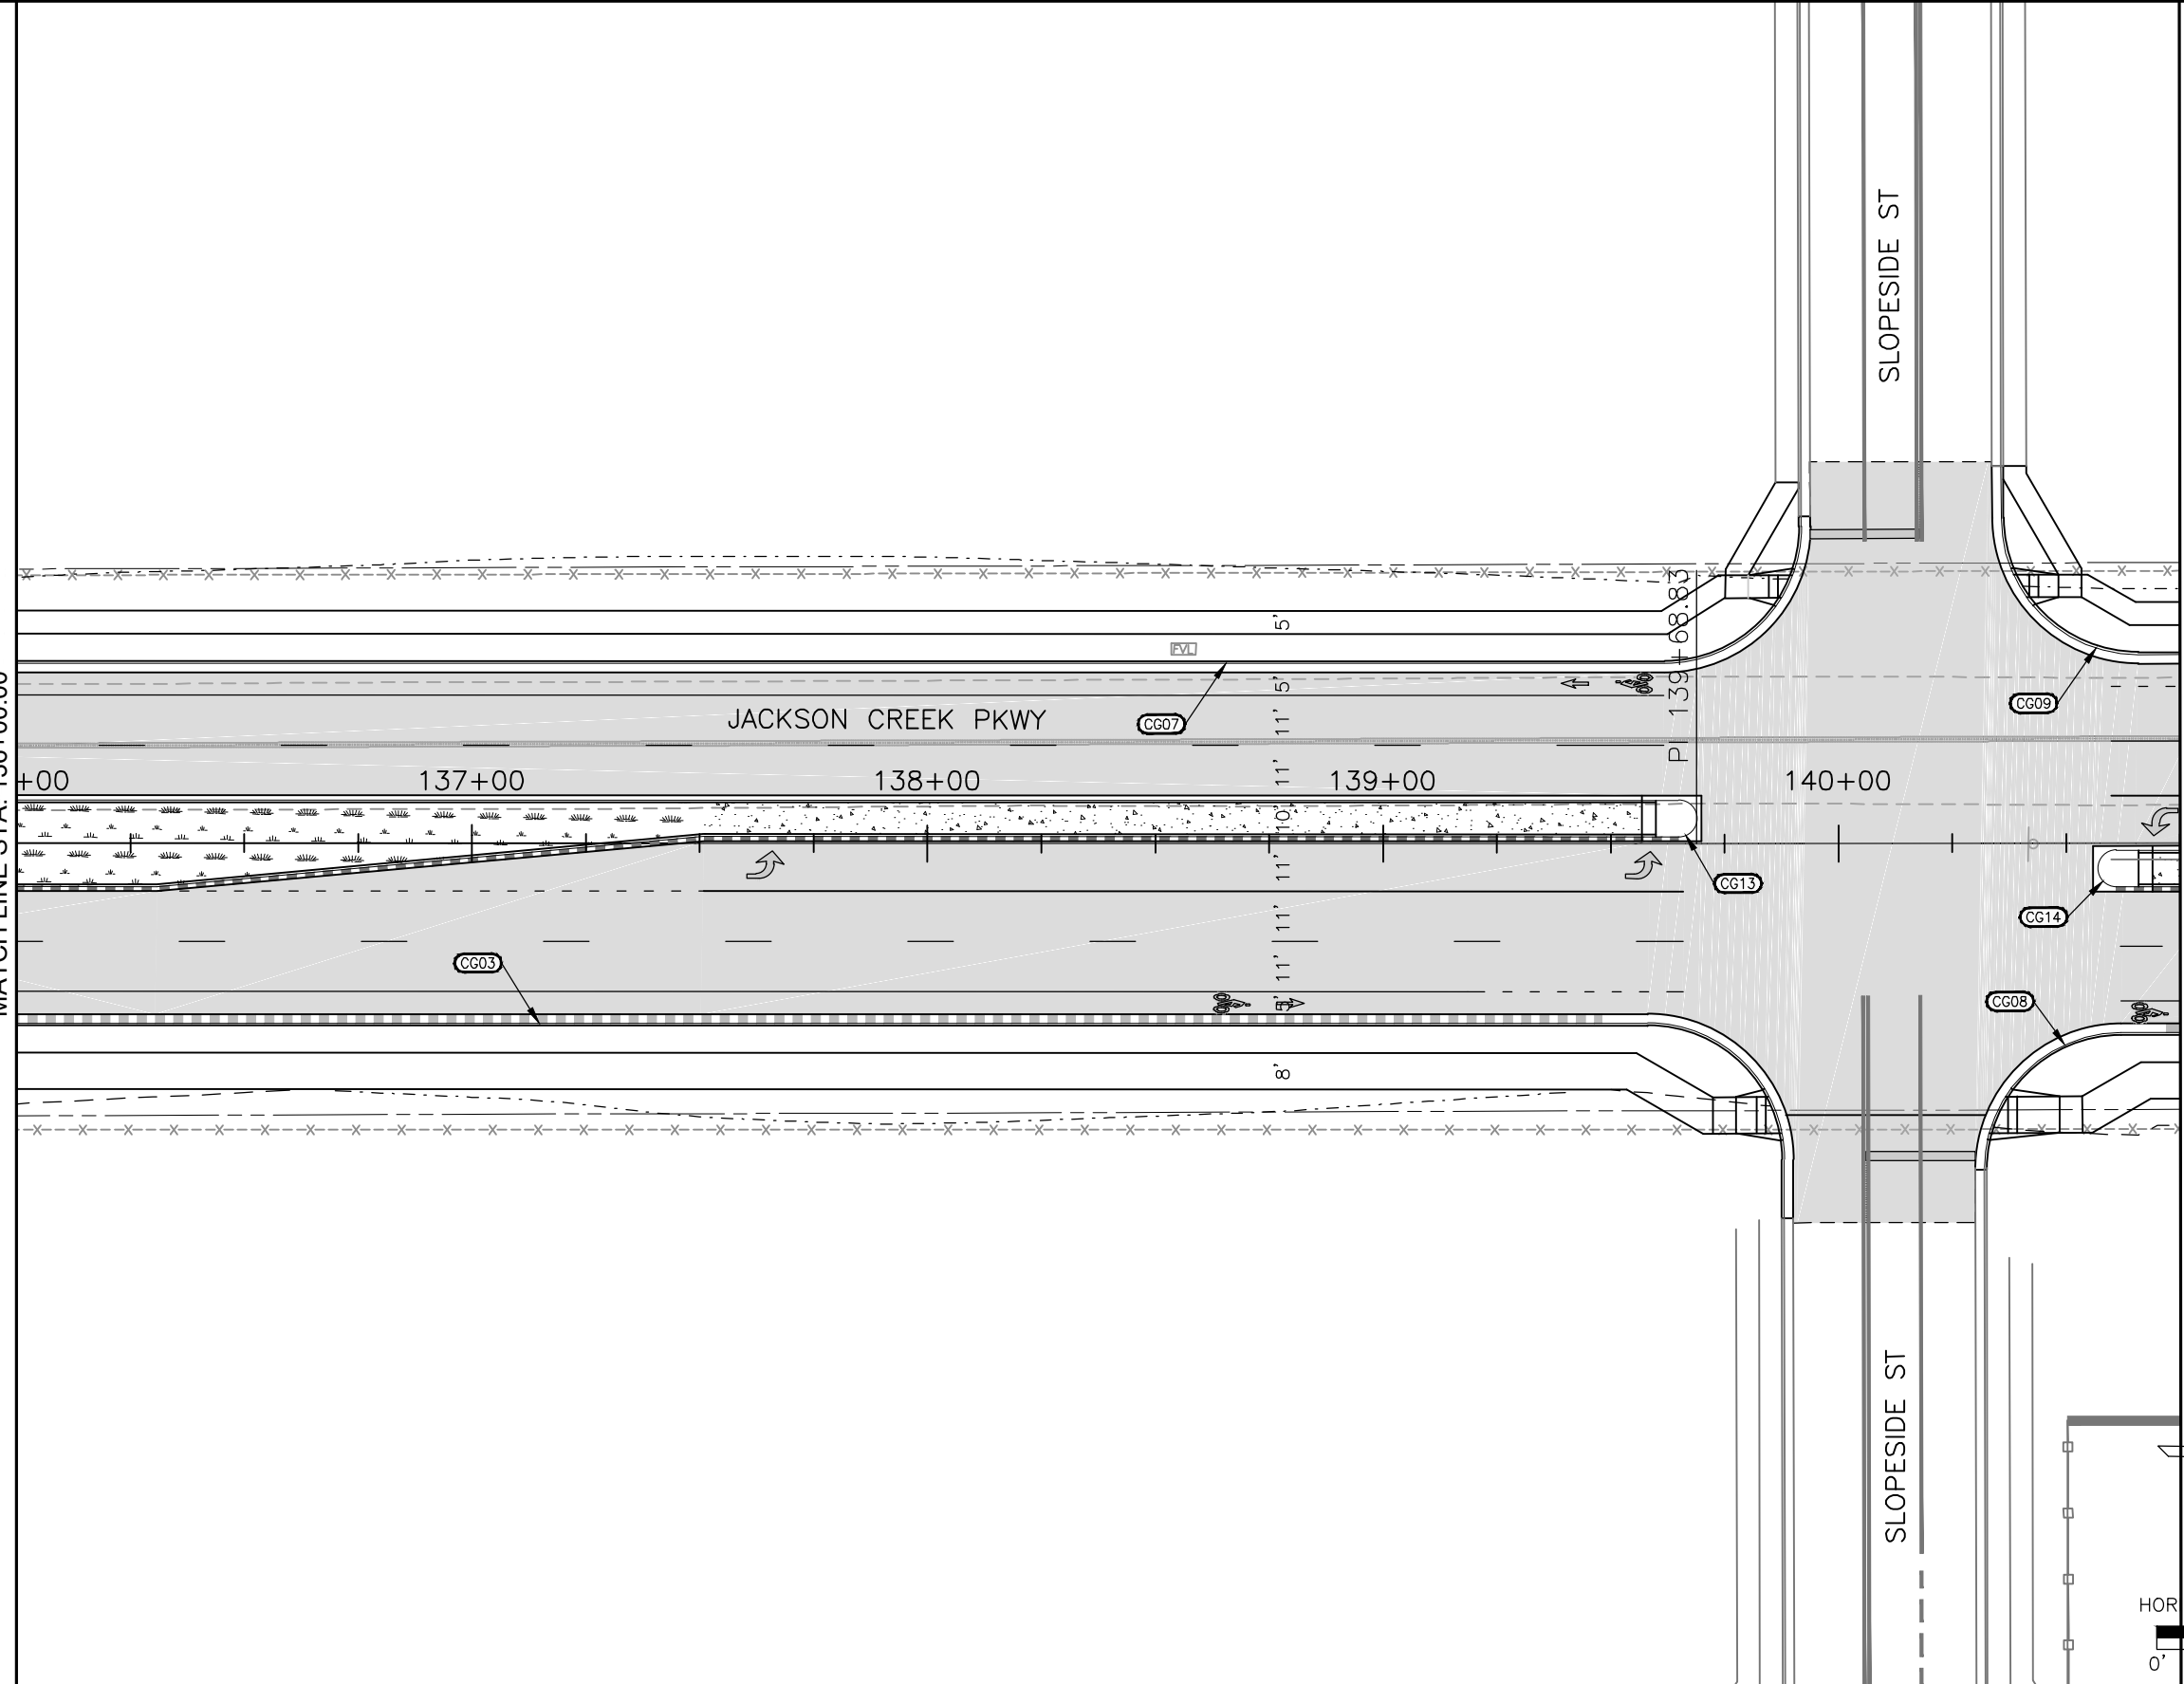 SLOPESIDE ST
PI 139+68.83
5'
FVL
5'
CG09
JACKSON CREEK PKWY
CG07
11'
11'
+00
137+00
138+00
139+00
140+00
10'
11'
CG13
CG14
11'
CG03
11'
CG08
8'
SLOPESIDE ST
HOR
0'